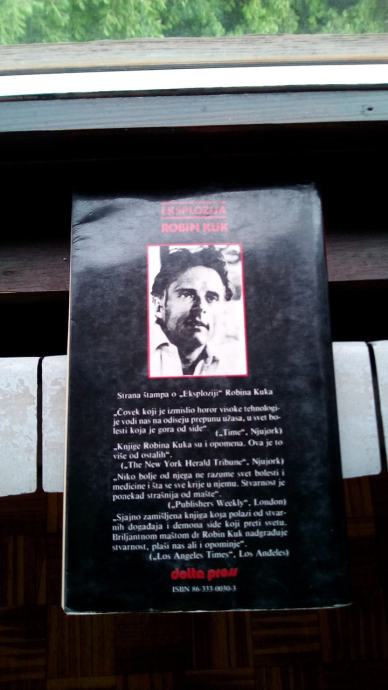 EKSPLOZIJA
ROBIN KUK
Strana štampa o „Eksploziji“ Robina Kuka
„Čovek koji je izmislio horor visoke tehnologi-
je vodi nas na odiseju prepunu užasa, u svet bo-
lesti koja je gora od side“ („Time“, Njujork)
„Knjige Robina Kuka su i opomena. Ova je to
više od ostalih“.
(„The New York Herald Tribune“, Njujork)
„Niko bolje od njega ne razume svet bolesti i
medicine i šta se sve krije u njemu. Stvarnost je
ponekad strašnija od mašte“.
(„Publishers Weekly“, London)
„Sjajno zamišljena knjiga koja polazi od stvar-
nih događaja i demona side koji preti svetu.
Briljantnom maštom dr Robin Kuk nadgrađuje
stvarnost, plaši nas ali i opominje“.
(„Los Angeles Times“, Los Anđeles)
delta press
ISBN 86-333-0030-3